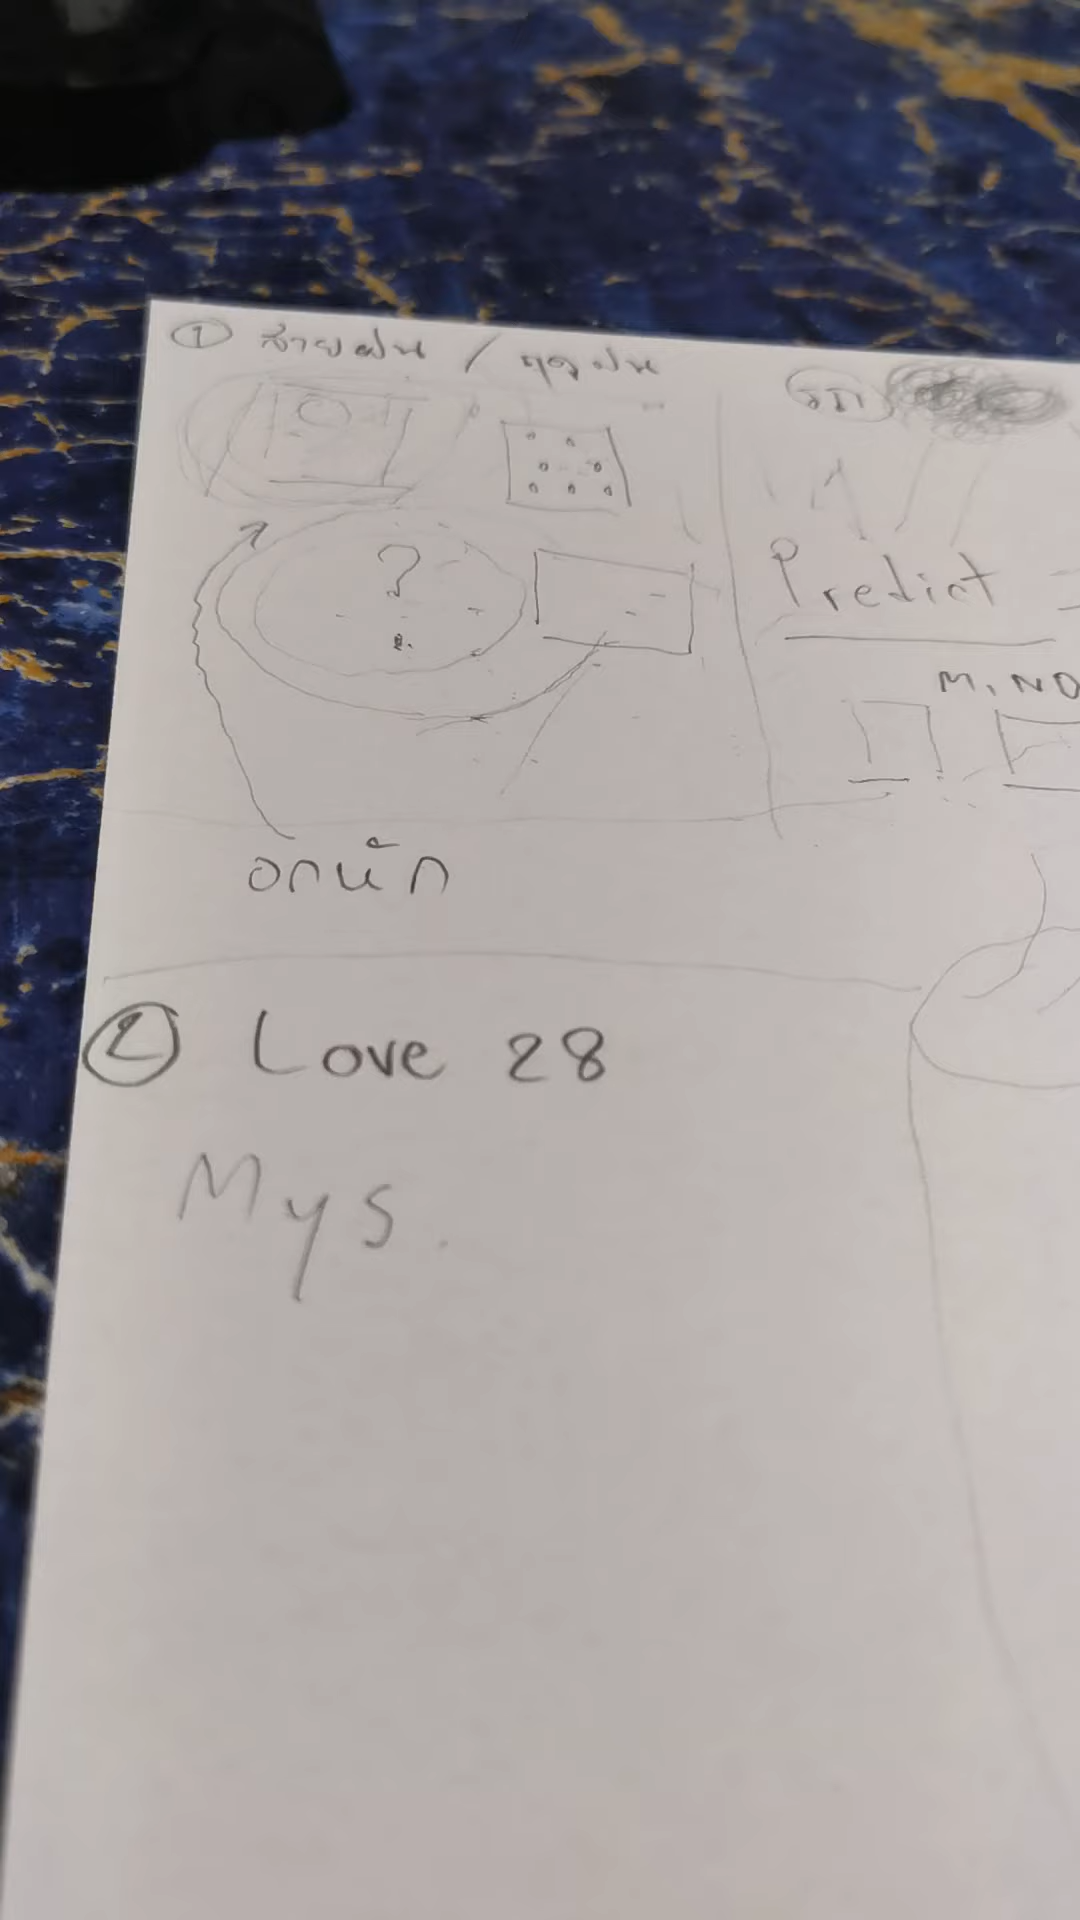 ① สายฝน / ฤดูฝน
?
Predict =
MIND
อกหัก
② Love 28
Mys.